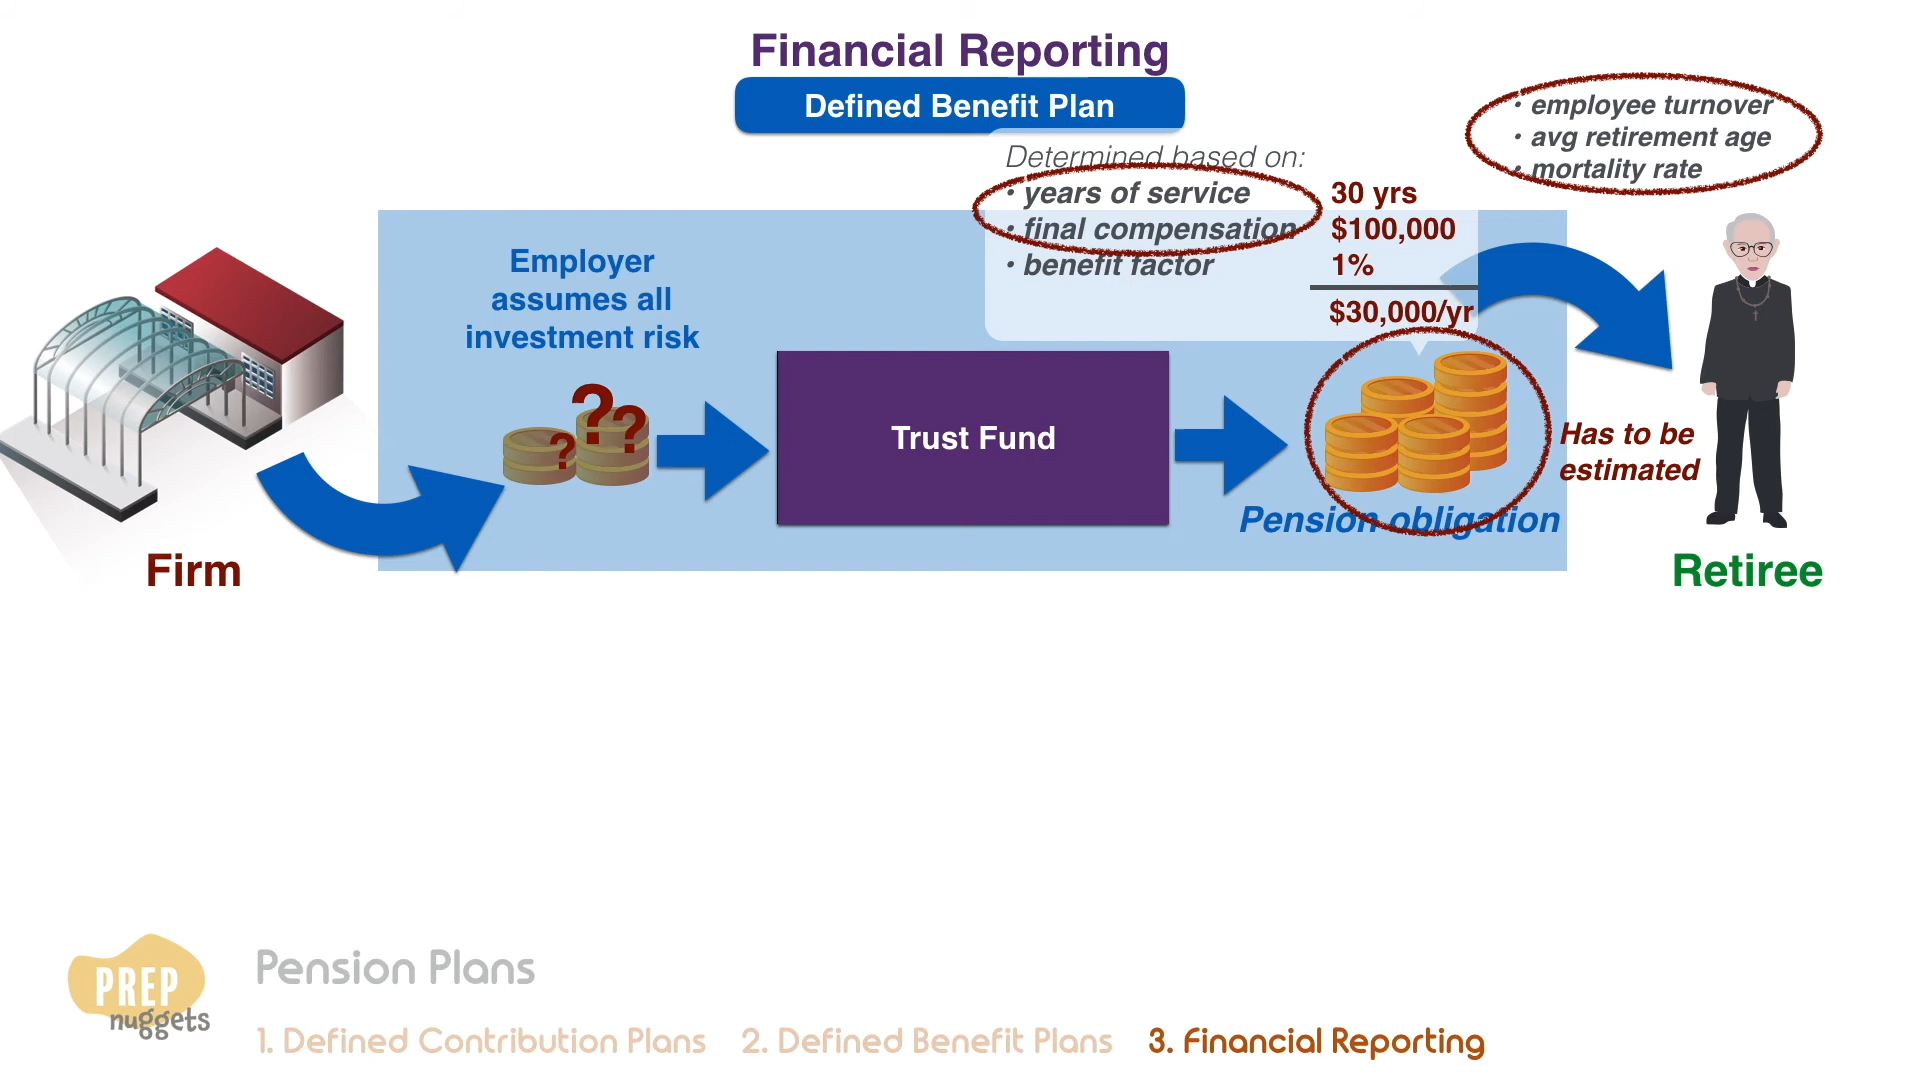 Financial Reporting
Defined Benefit Plan
• employee turnover
• avg retirement age
• mortality rate
Determined based on:
• years of service 30 yrs
• final compensation $100,000
• benefit factor 1%
$30,000/yr
Employer
assumes all
investment risk
? ? ?
Trust Fund
Has to be
estimated
Pension obligation
Firm
Retiree
PREP
nuggets
Pension Plans
1. Defined Contribution Plans 2. Defined Benefit Plans 3. Financial Reporting